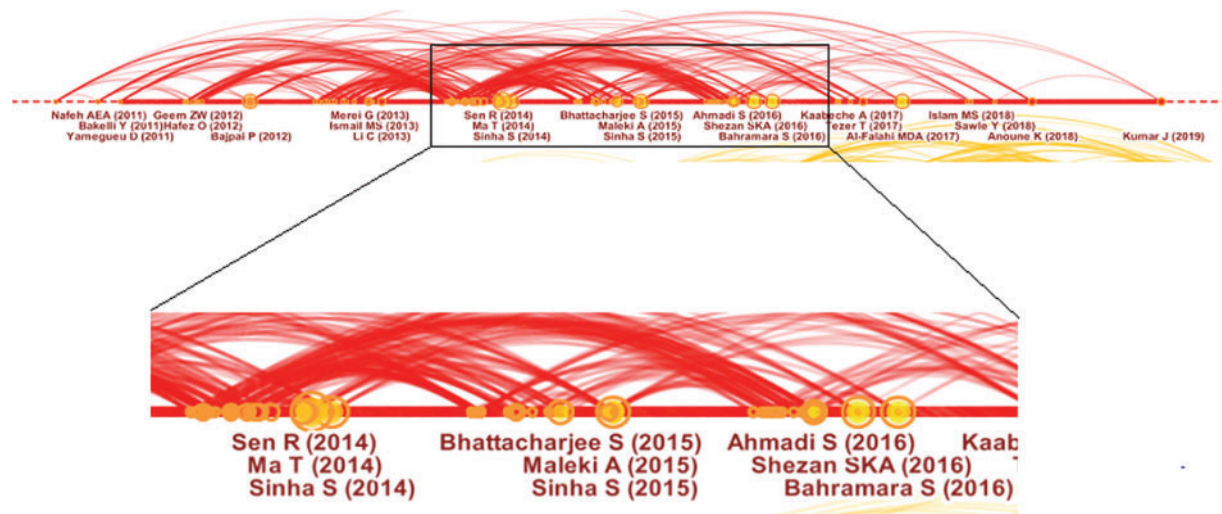 Nafeh AEA (2011) Geem ZW (2012) Merei G (2013) Sen R (2014) Bhattacharjee S (2015) Ahmadi S (2016) Kaabeche A (2017) Islam MS (2018)
Bakelli Y (2011) Hafez O (2012) Ismail MS (2013) Ma T (2014) Maleki A (2015) Shezan SKA (2016) Tezer T (2017) Sawle Y (2018)
Yamegueu D (2011) Bajpai P (2012) Li C (2013) Sinha S (2014) Sinha S (2015) Bahramara S (2016) Al-Falahi MDA (2017) Anoune K (2018) Kumar J (2019)
Sen R (2014) Bhattacharjee S (2015) Ahmadi S (2016) Kaab
Ma T (2014) Maleki A (2015) Shezan SKA (2016)
Sinha S (2014) Sinha S (2015) Bahramara S (2016)